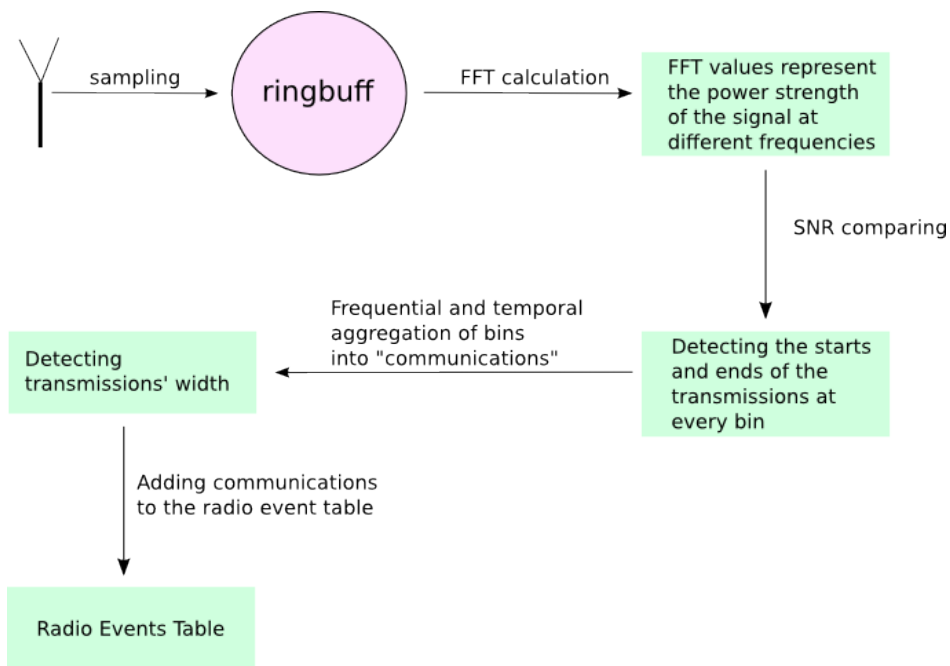 sampling
ringbuff
FFT calculation
FFT values represent
the power strength
of the signal at
different frequencies
SNR comparing
Detecting the starts
and ends of the
transmissions at
every bin
Frequential and temporal
aggregation of bins
into "communications"
Detecting
transmissions' width
Adding communications
to the radio event table
Radio Events Table